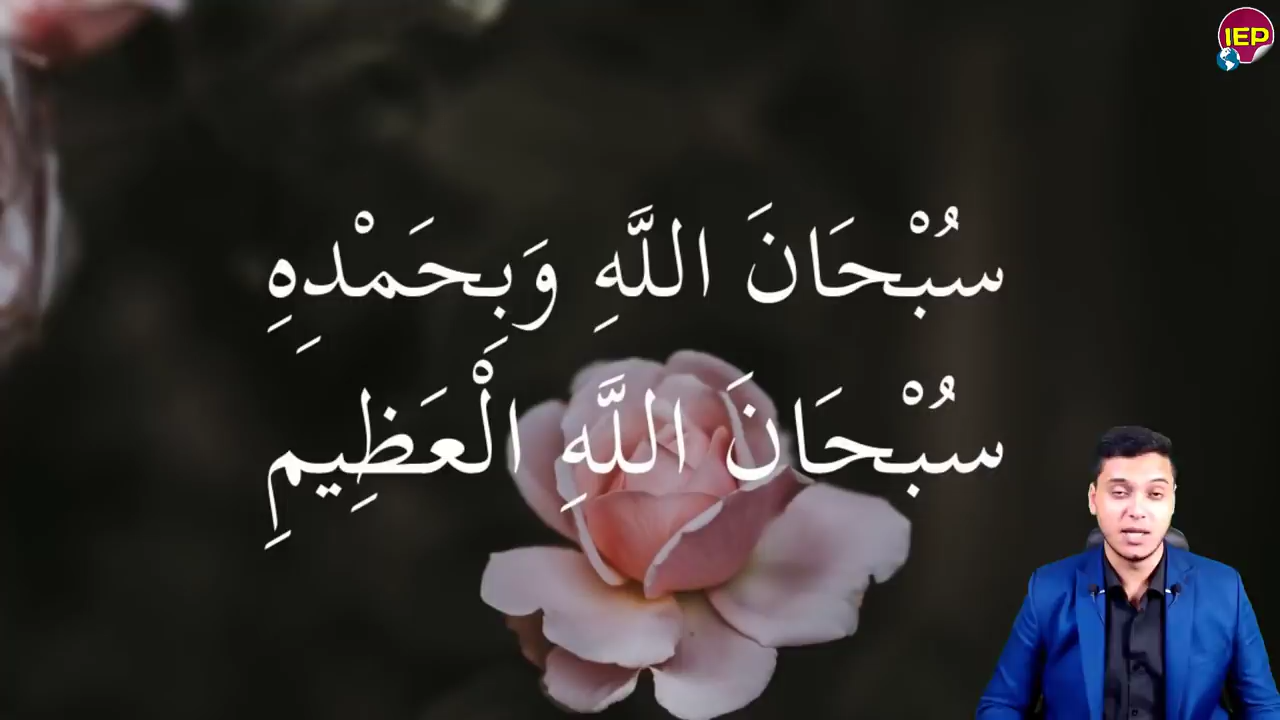 IEP
سُبْحَانَ اللَّهِ وَبِحَمْدِهِ
سُبْحَانَ اللَّهِ الْعَظِيمِ